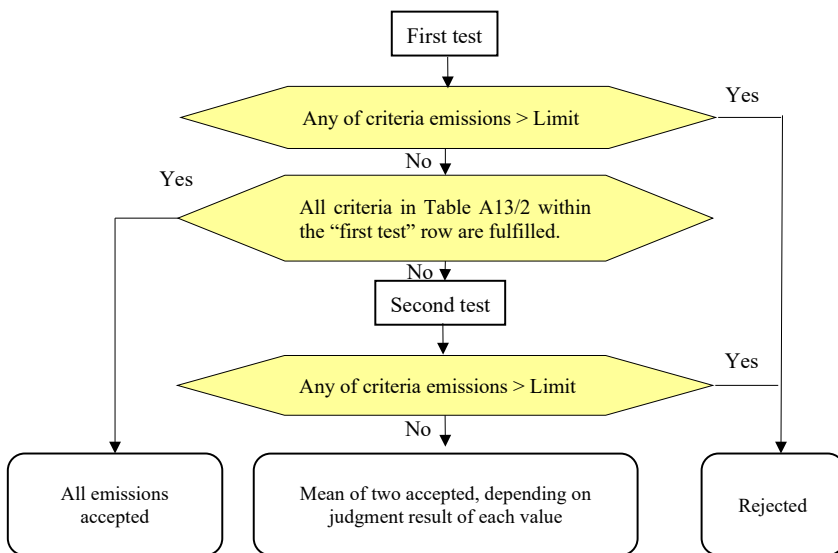 First test
Any of criteria emissions > Limit
Yes
No
Yes
All criteria in Table A13/2 within
the “first test” row are fulfilled.
No
Second test
Any of criteria emissions > Limit
Yes
No
All emissions
accepted
Mean of two accepted, depending on
judgment result of each value
Rejected